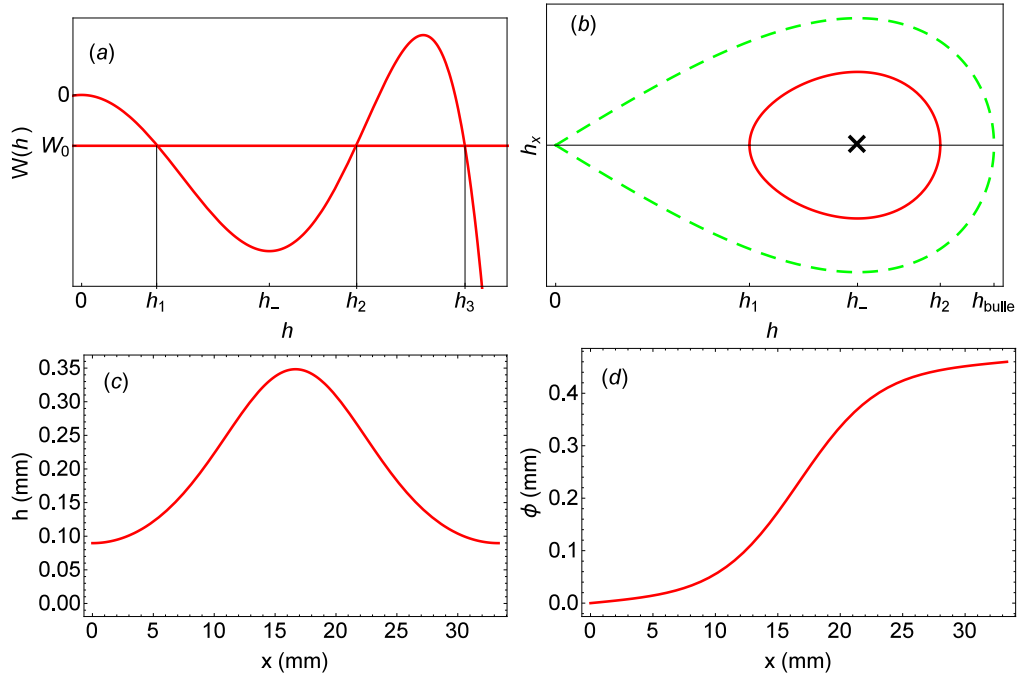 (a)
W(h)
0
W₀
0
h₁
h₋
h₂
h₃
h
(b)
hₓ
0
h₁
h₋
h₂
h_bulle
h
(c)
h (mm)
0.35
0.30
0.25
0.20
0.15
0.10
0.05
0.00
0
5
10
15
20
25
30
x (mm)
(d)
ϕ (mm)
0.4
0.3
0.2
0.1
0.0
0
5
10
15
20
25
30
x (mm)